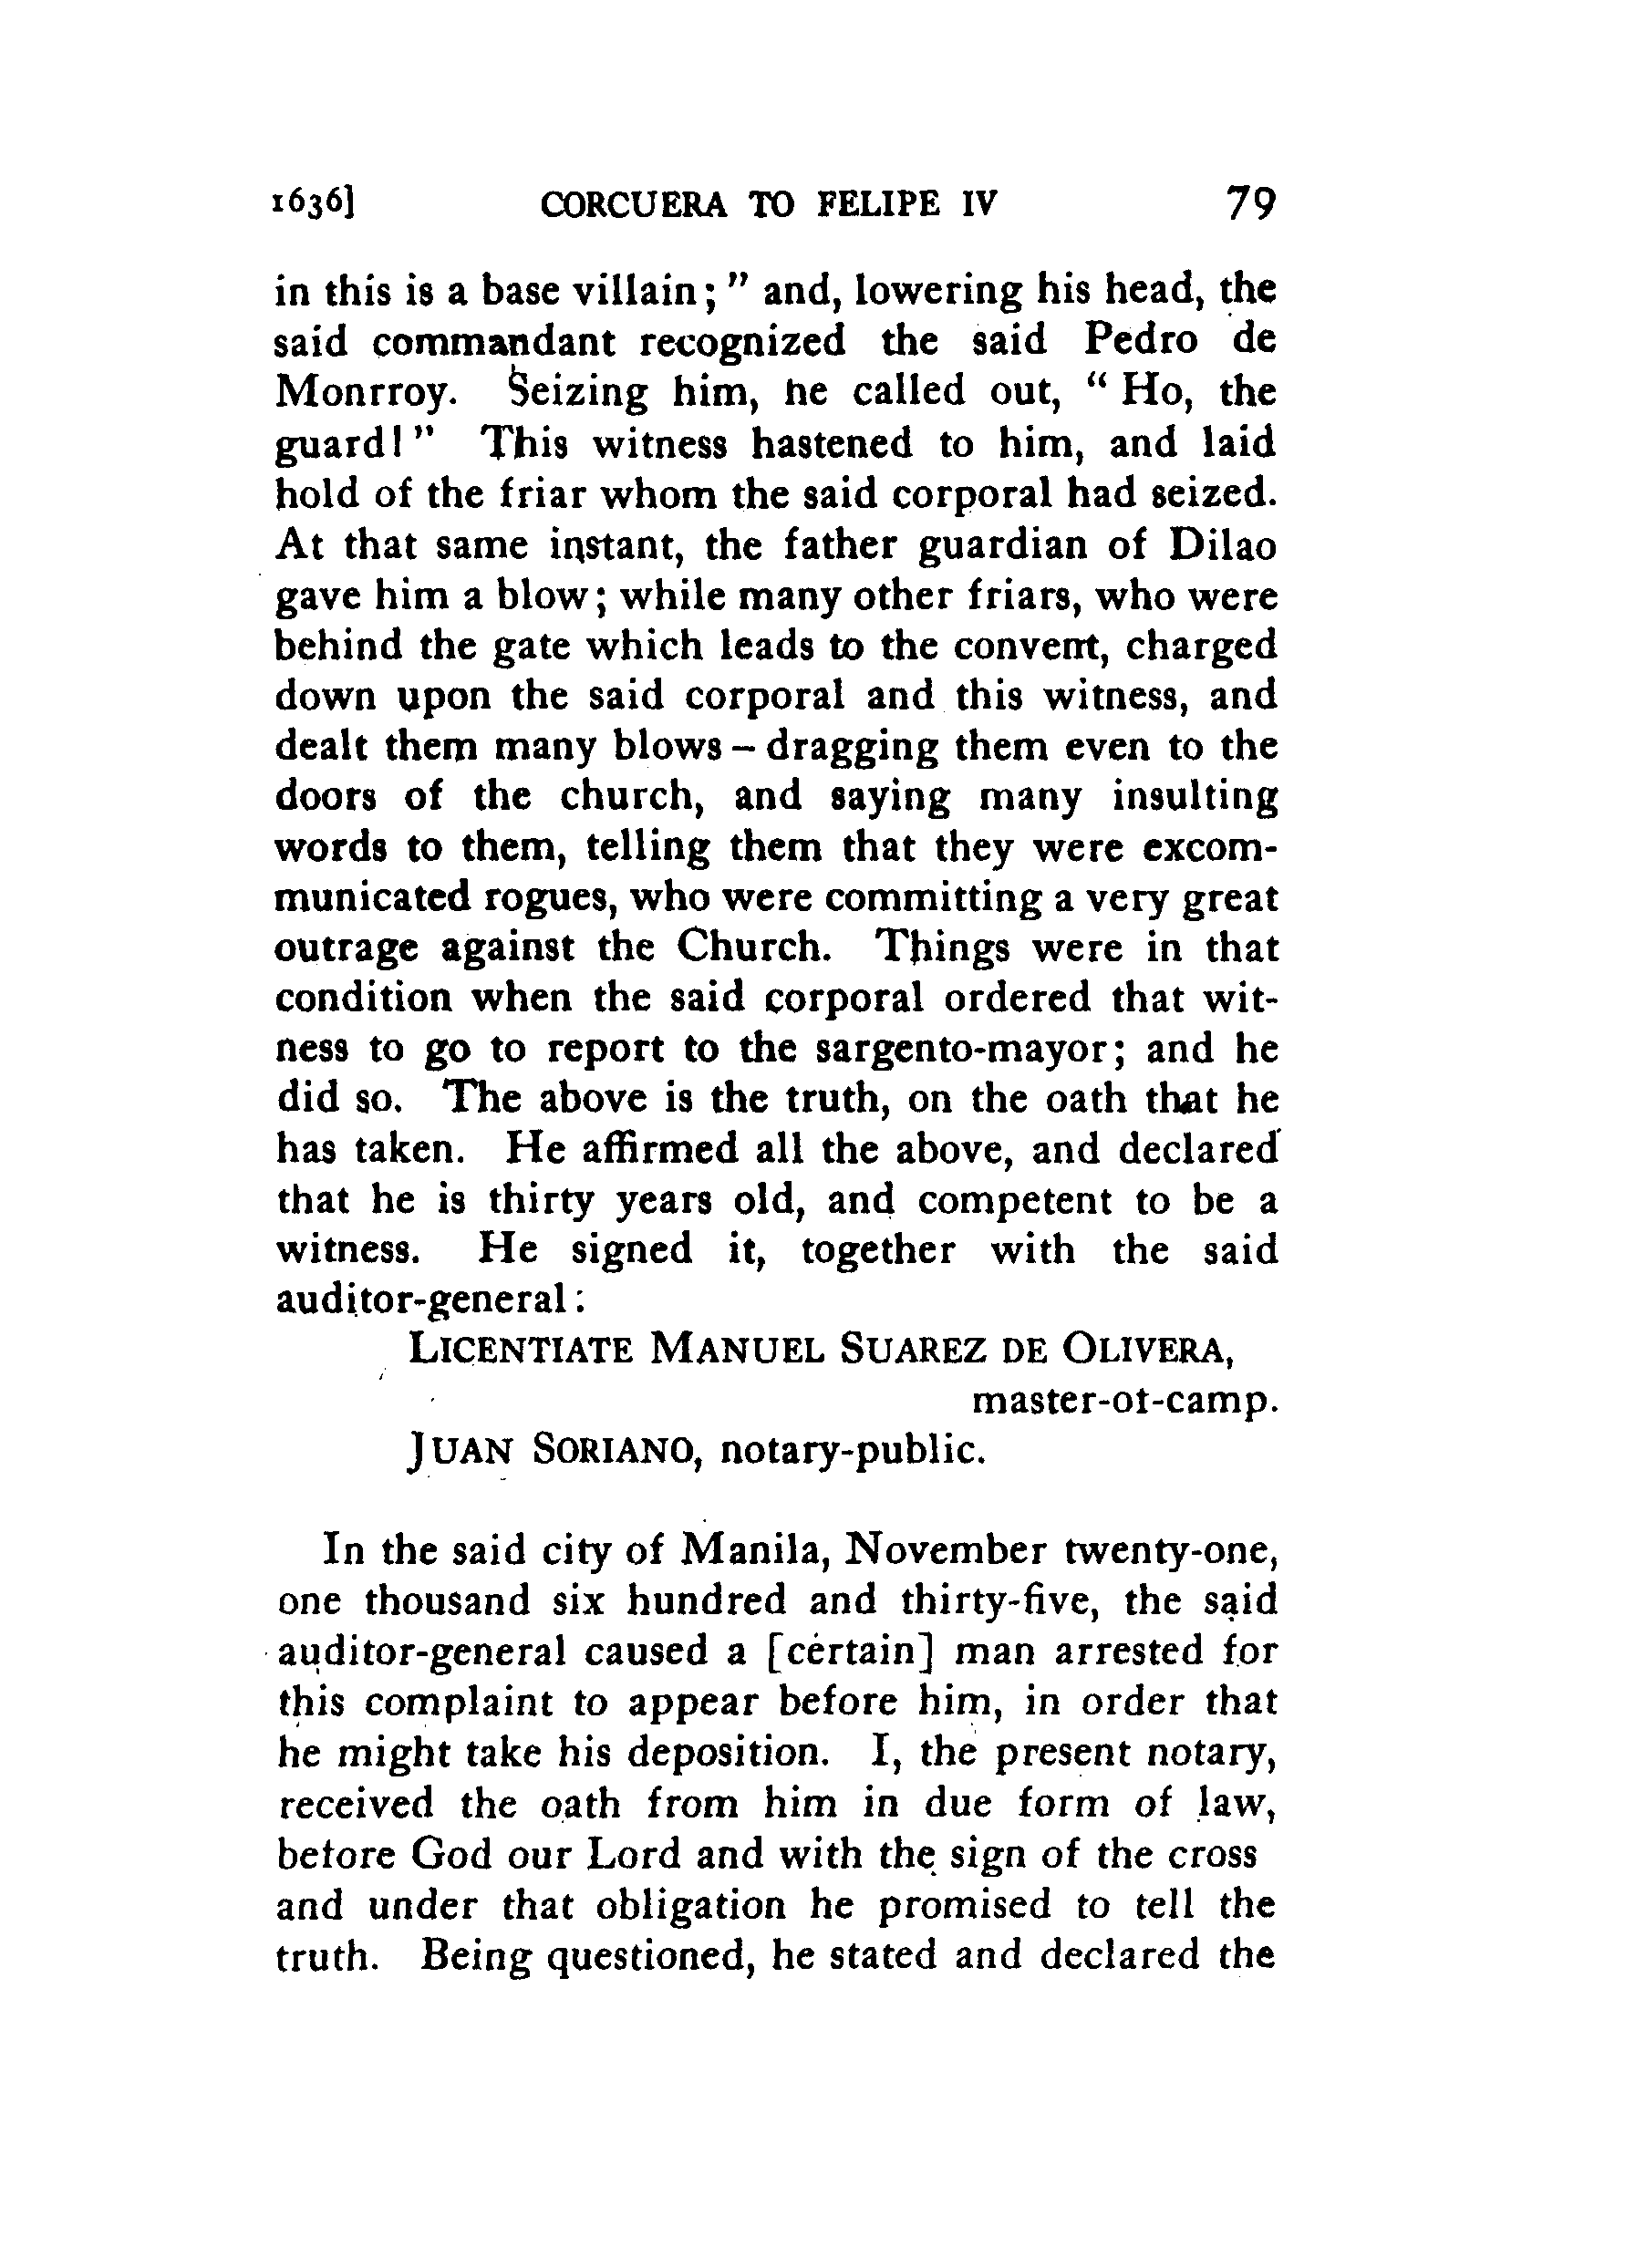 1636] CORCUERA TO FELIPE IV 79
in this is a base villain; " and, lowering his head, the
said commandant recognized the said Pedro de
Monrroy. Seizing him, he called out, " Ho, the
guard! " This witness hastened to him, and laid
hold of the friar whom the said corporal had seized.
At that same instant, the father guardian of Dilao
gave him a blow; while many other friars, who were
behind the gate which leads to the convent, charged
down upon the said corporal and this witness, and
dealt them many blows – dragging them even to the
doors of the church, and saying many insulting
words to them, telling them that they were excom-
municated rogues, who were committing a very great
outrage against the Church. Things were in that
condition when the said corporal ordered that wit-
ness to go to report to the sargento-mayor; and he
did so. The above is the truth, on the oath that he
has taken. He affirmed all the above, and declared
that he is thirty years old, and competent to be a
witness. He signed it, together with the said
auditor-general:
LICENTIATE MANUEL SUAREZ DE OLIVERA,
master-of-camp.
JUAN SORIANO, notary-public.
In the said city of Manila, November twenty-one,
one thousand six hundred and thirty-five, the said
auditor-general caused a [certain] man arrested for
this complaint to appear before him, in order that
he might take his deposition. I, the present notary,
received the oath from him in due form of law,
before God our Lord and with the sign of the cross
and under that obligation he promised to tell the
truth. Being questioned, he stated and declared the